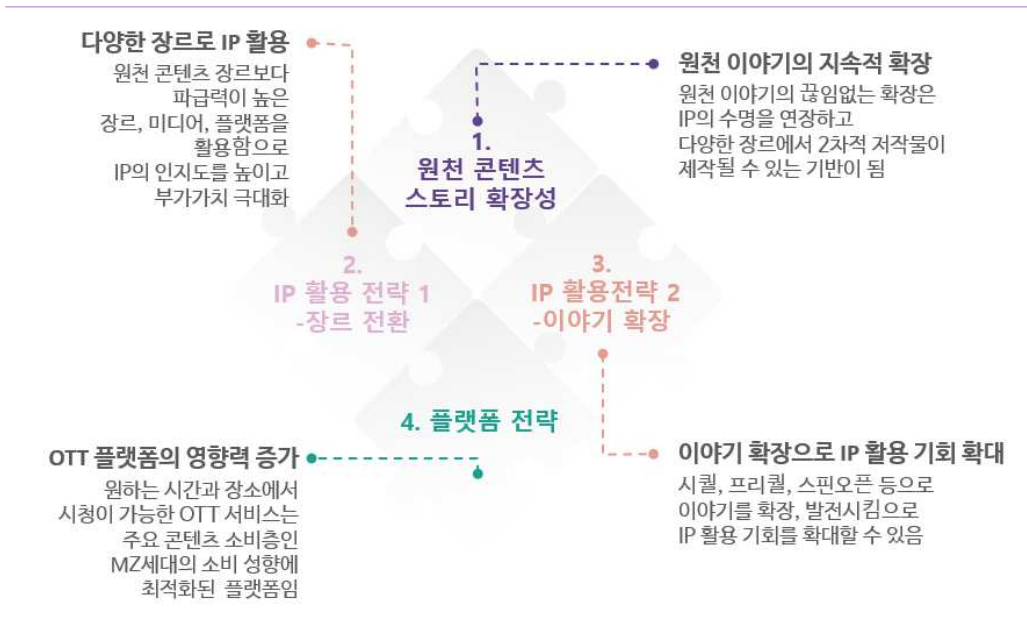 다양한 장르로 IP 활용
원천 콘텐츠 장르보다
파급력이 높은
장르, 미디어, 플랫폼을
활용함으로
IP의 인지도를 높이고
부가가치 극대화
원천 이야기의 지속적 확장
원천 이야기의 끊임없는 확장은
IP의 수명을 연장하고
다양한 장르에서 2차적 저작물이
제작될 수 있는 기반이 됨
1.
원천 콘텐츠
스토리 확장성
2.
IP 활용 전략 1
-장르 전환
3.
IP 활용전략 2
-이야기 확장
4. 플랫폼 전략
OTT 플랫폼의 영향력 증가
원하는 시간과 장소에서
시청이 가능한 OTT 서비스는
주요 콘텐츠 소비층인
MZ세대의 소비 성향에
최적화된 플랫폼임
이야기 확장으로 IP 활용 기회 확대
시퀄, 프리퀄, 스핀오픈 등으로
이야기를 확장, 발전시킴으로
IP 활용 기회를 확대할 수 있음